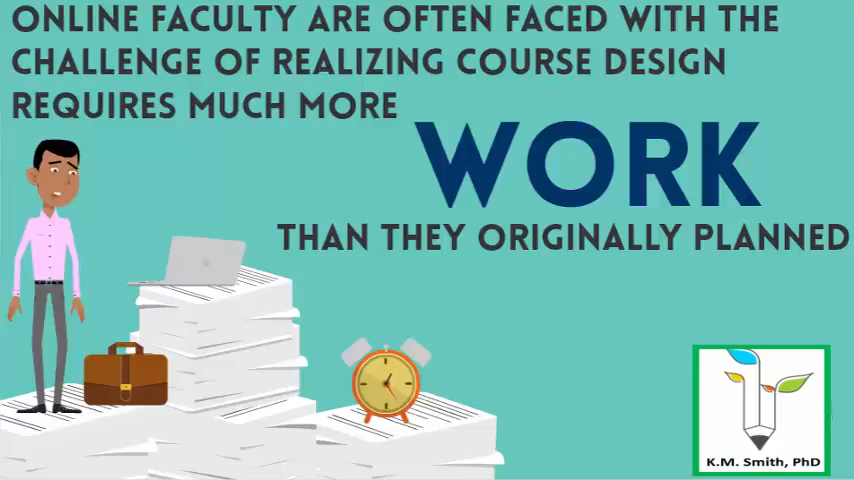 ONLINE FACULTY ARE OFTEN FACED WITH THE
CHALLENGE OF REALIZING COURSE DESIGN
REQUIRES MUCH MORE
WORK
THAN THEY ORIGINALLY PLANNED
K.M. Smith, PhD